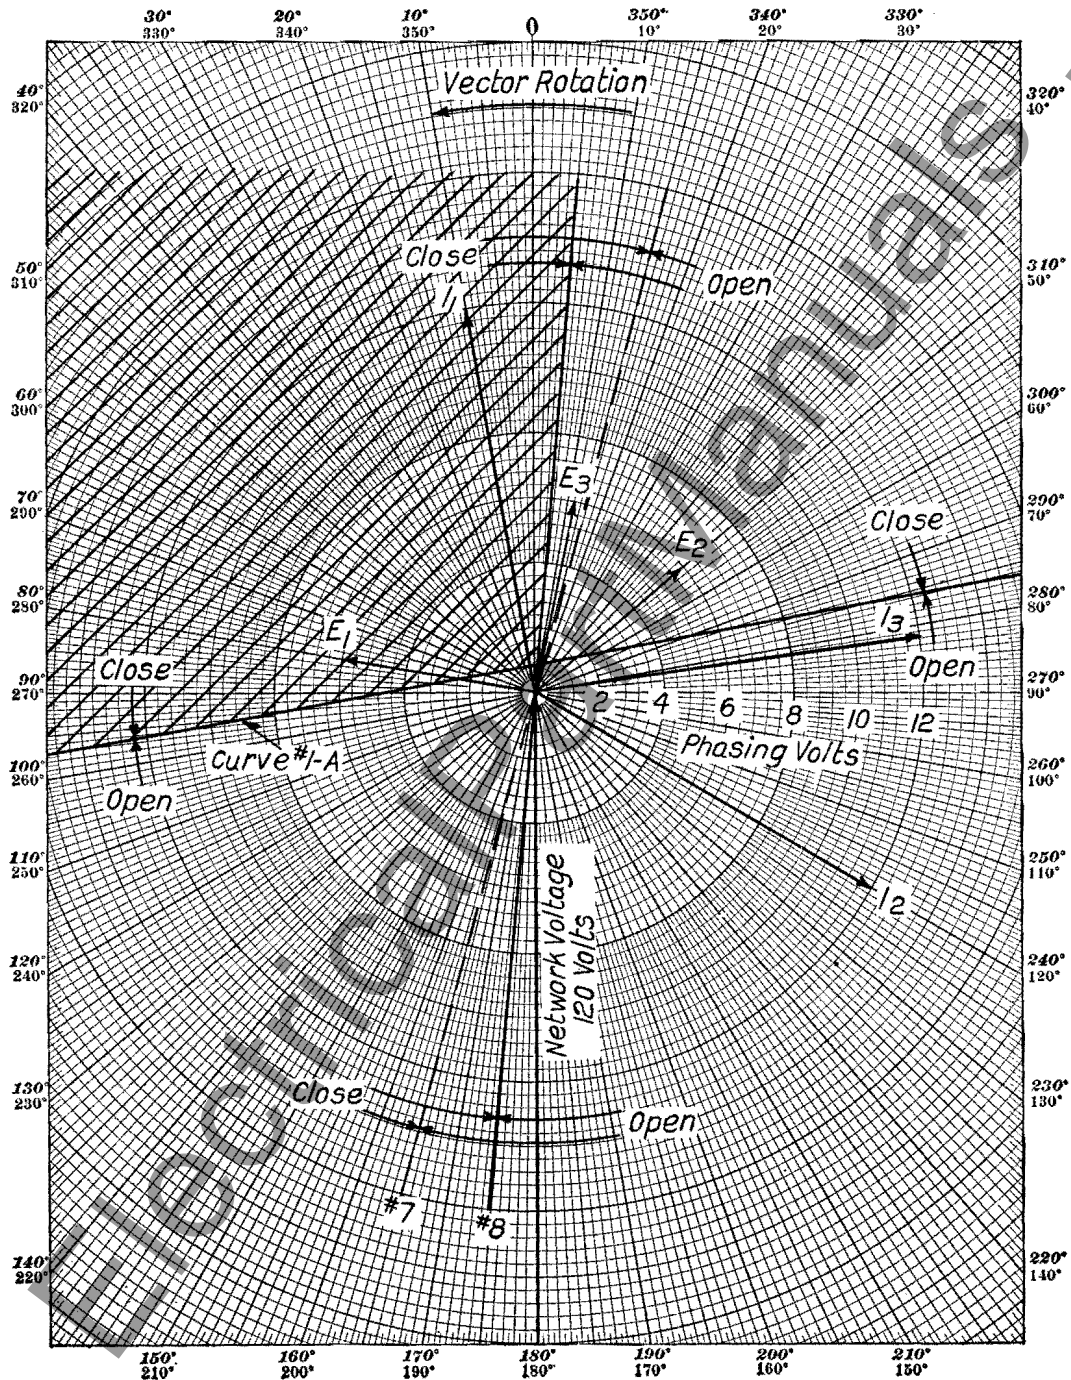 30° 20° 10° 0 350° 340° 330°
330° 340° 350° 10° 20° 30°
Vector Rotation
40° 320°
320° 40°
Close
Open
I1
50° 310°
310° 50°
60° 300°
300° 60°
E3
Close
70° 290°
290° 70°
E2
80° 280°
280° 80°
E1
I3
Close
Open
90° 270°
270° 90°
2 4 6 8 10 12
Phasing Volts
Curve #1-A
Open
100° 260°
260° 100°
110° 250°
250° 110°
I2
Network Voltage
120 Volts
120° 240°
240° 120°
Close
Open
130° 230°
230° 130°
#7
#8
140° 220°
220° 140°
150° 160° 170° 180° 190° 200° 210°
210° 200° 190° 180° 170° 160° 150°